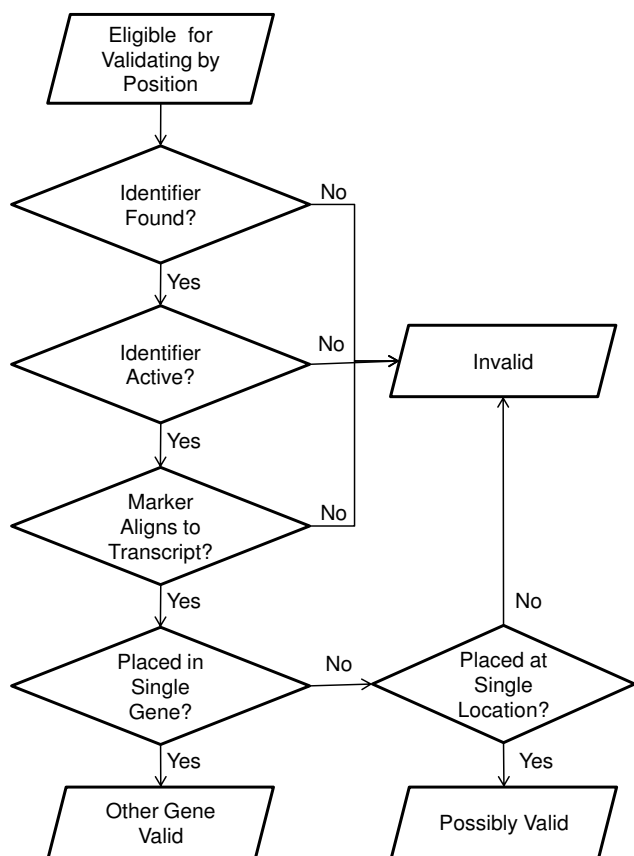 Eligible for
Validating by
Position
Identifier
Found?
No
Yes
Identifier
Active?
No
Invalid
Yes
Marker
Aligns to
Transcript?
No
Yes
No
Placed in
Single
Gene?
No
Placed at
Single
Location?
Yes
Yes
Other Gene
Valid
Possibly Valid